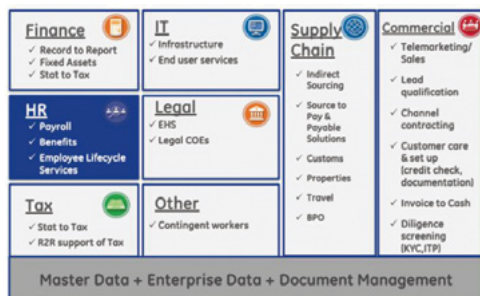 Finance
✓ Record to Report
✓ Fixed Assets
✓ Stat to Tax
IT
✓ Infrastructure
✓ End user services
Supply
Chain
✓ Indirect
Sourcing
✓ Source to
Pay &
Payable
Solutions
✓ Customs
✓ Properties
✓ Travel
✓ BPO
Commercial
✓ Telemarketing/
Sales
✓ Lead
qualification
✓ Channel
contracting
✓ Customer care
& set up
(credit check,
documentation)
✓ Invoice to Cash
✓ Diligence
screening
(KYC,ITP)
HR
✓ Payroll
✓ Benefits
✓ Employee Lifecycle
Services
Legal
✓ EHS
✓ Legal COEs
Tax
✓ Stat to Tax
✓ R2R support of Tax
Other
✓ Contingent workers
Master Data + Enterprise Data + Document Management